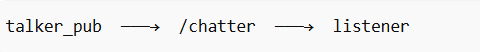 talker_pub ───→ /chatter ───→ listener